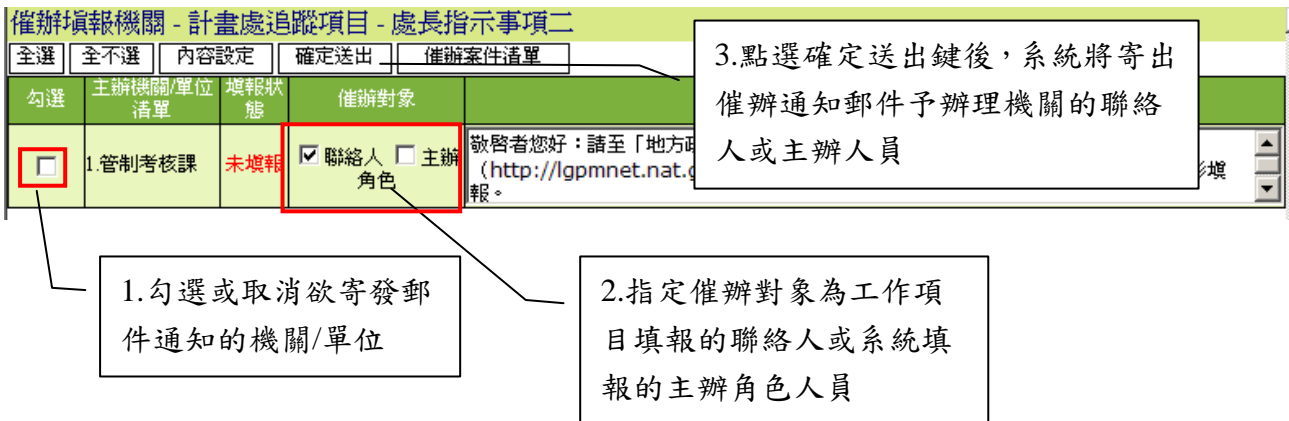 催辦填報機關 - 計畫處追蹤項目 - 處長指示事項二
全選 全不選 內容設定 確定送出 催辦案件清單
勾選 主辦機關/單位清單 填報狀態 催辦對象
1.管制考核課 未填報 聯絡人 主辦角色
敬啓者您好：請至「地方政
（http://lgpmnet.nat.g
填
報。
3.點選確定送出鍵後，系統將寄出
催辦通知郵件予辦理機關的聯絡
人或主辦人員
1.勾選或取消欲寄發郵
件通知的機關/單位
2.指定催辦對象為工作項
目填報的聯絡人或系統填
報的主辦角色人員